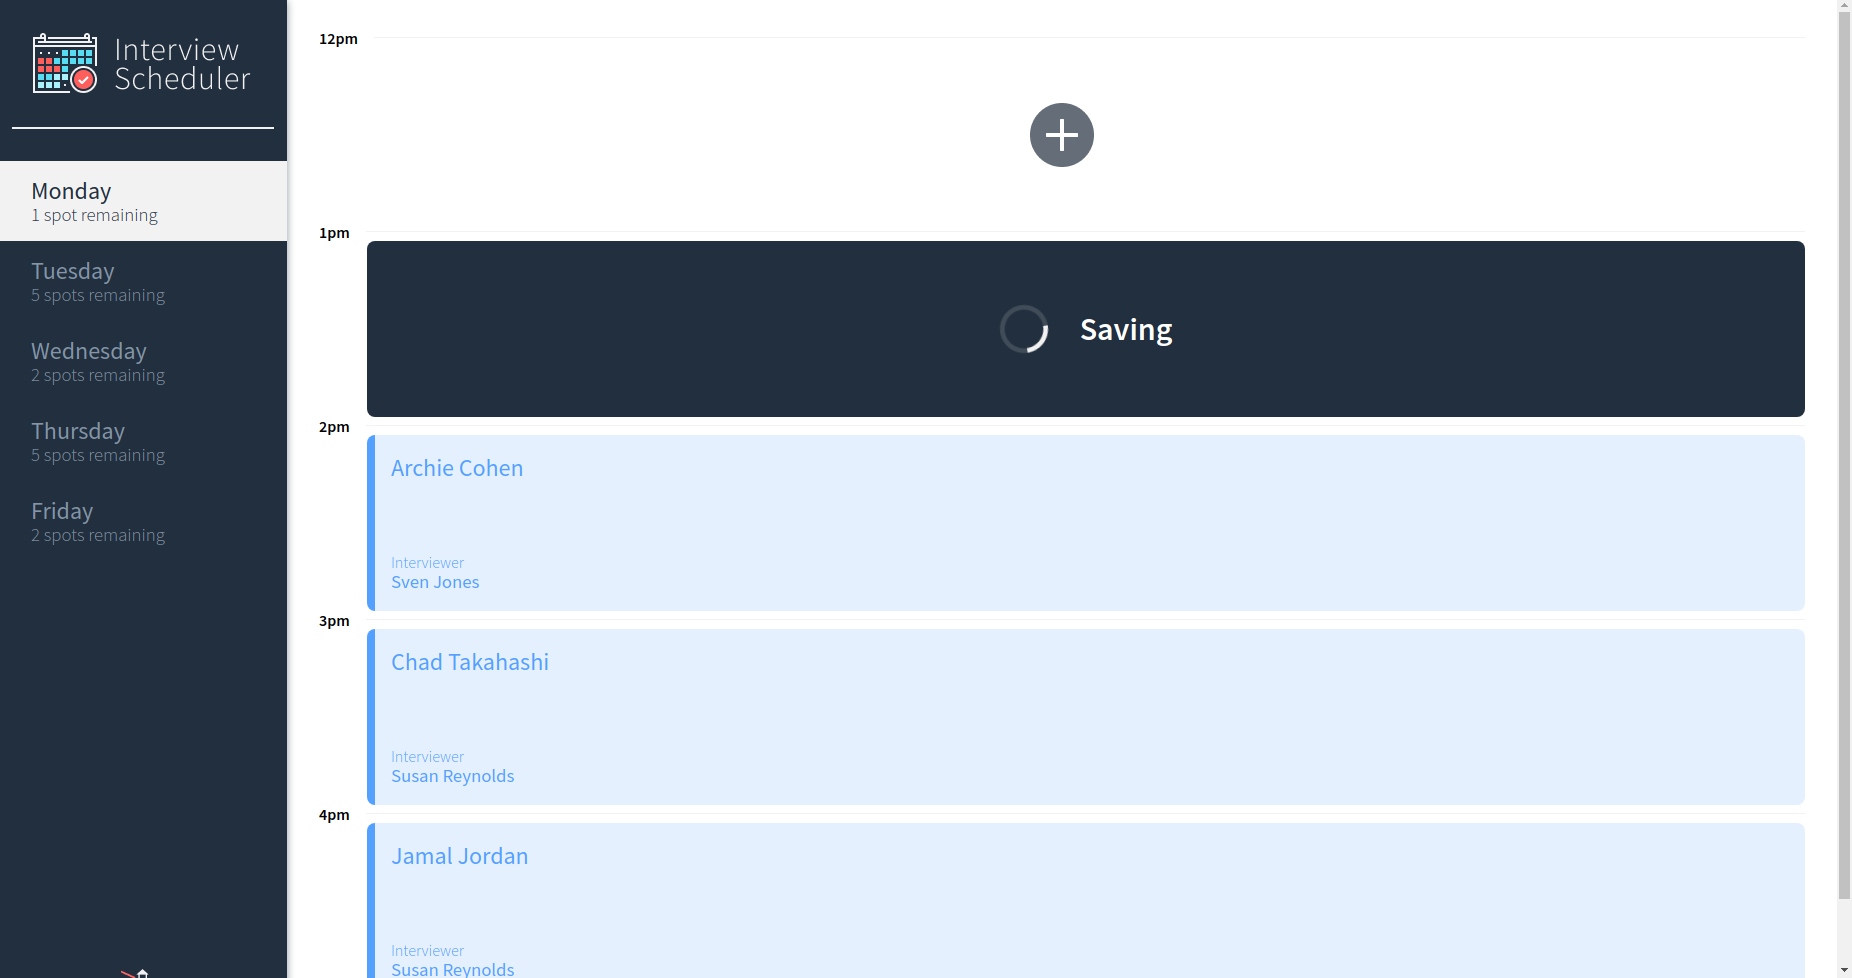 Interview
Scheduler
Monday
1 spot remaining
Tuesday
5 spots remaining
Wednesday
2 spots remaining
Thursday
5 spots remaining
Friday
2 spots remaining
12pm
1pm
Saving
2pm
Archie Cohen
Interviewer
Sven Jones
3pm
Chad Takahashi
Interviewer
Susan Reynolds
4pm
Jamal Jordan
Interviewer
Susan Reynolds